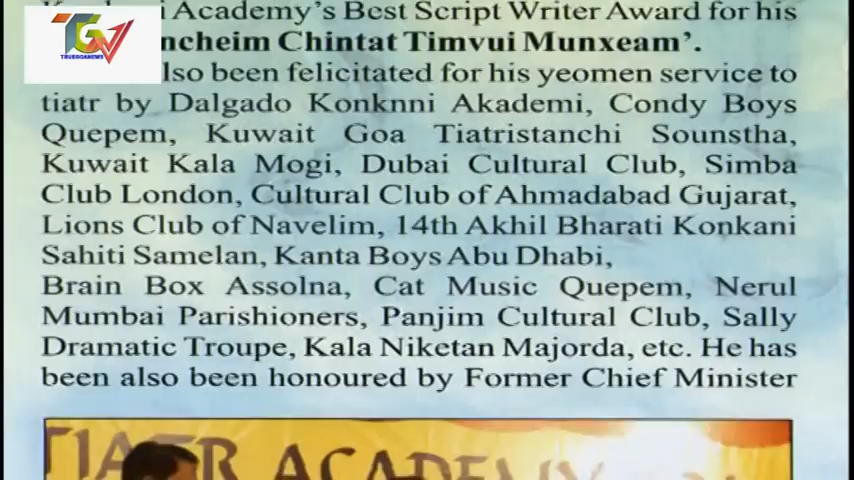 Academy's Best Script Writer Award for his
ncheim Chintat Timvui Munxeam'.
lso been felicitated for his yeomen service to
tiatr by Dalgado Konknni Akademi, Condy Boys
Quepem, Kuwait Goa Tiatristanchi Sounstha,
Kuwait Kala Mogi, Dubai Cultural Club, Simba
Club London, Cultural Club of Ahmadabad Gujarat,
Lions Club of Navelim, 14th Akhil Bharati Konkani
Sahiti Samelan, Kanta Boys Abu Dhabi,
Brain Box Assolna, Cat Music Quepem, Nerul
Mumbai Parishioners, Panjim Cultural Club, Sally
Dramatic Troupe, Kala Niketan Majorda, etc. He has
been also been honoured by Former Chief Minister
TIATR ACADEMY
TGV
TRUEGOANEWS